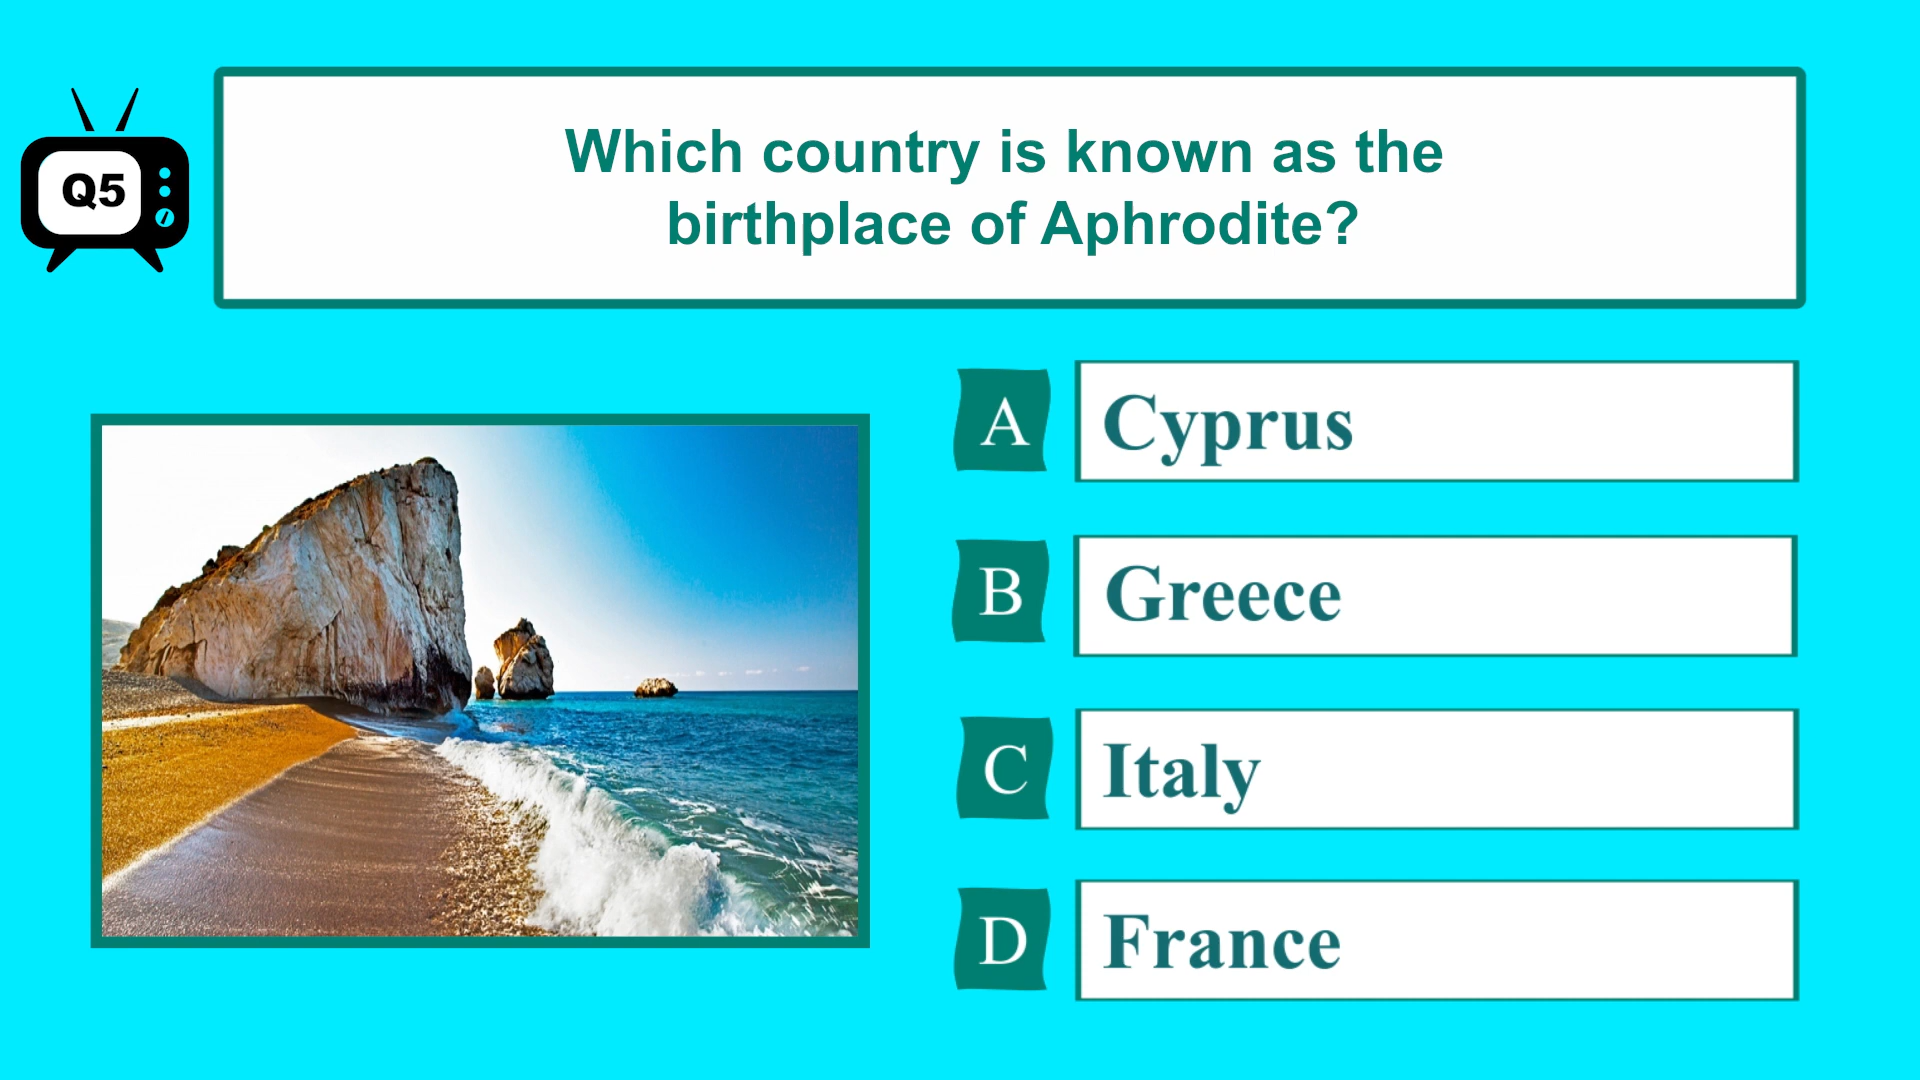 Q5
Which country is known as the
birthplace of Aphrodite?
A Cyprus
B Greece
C Italy
D France